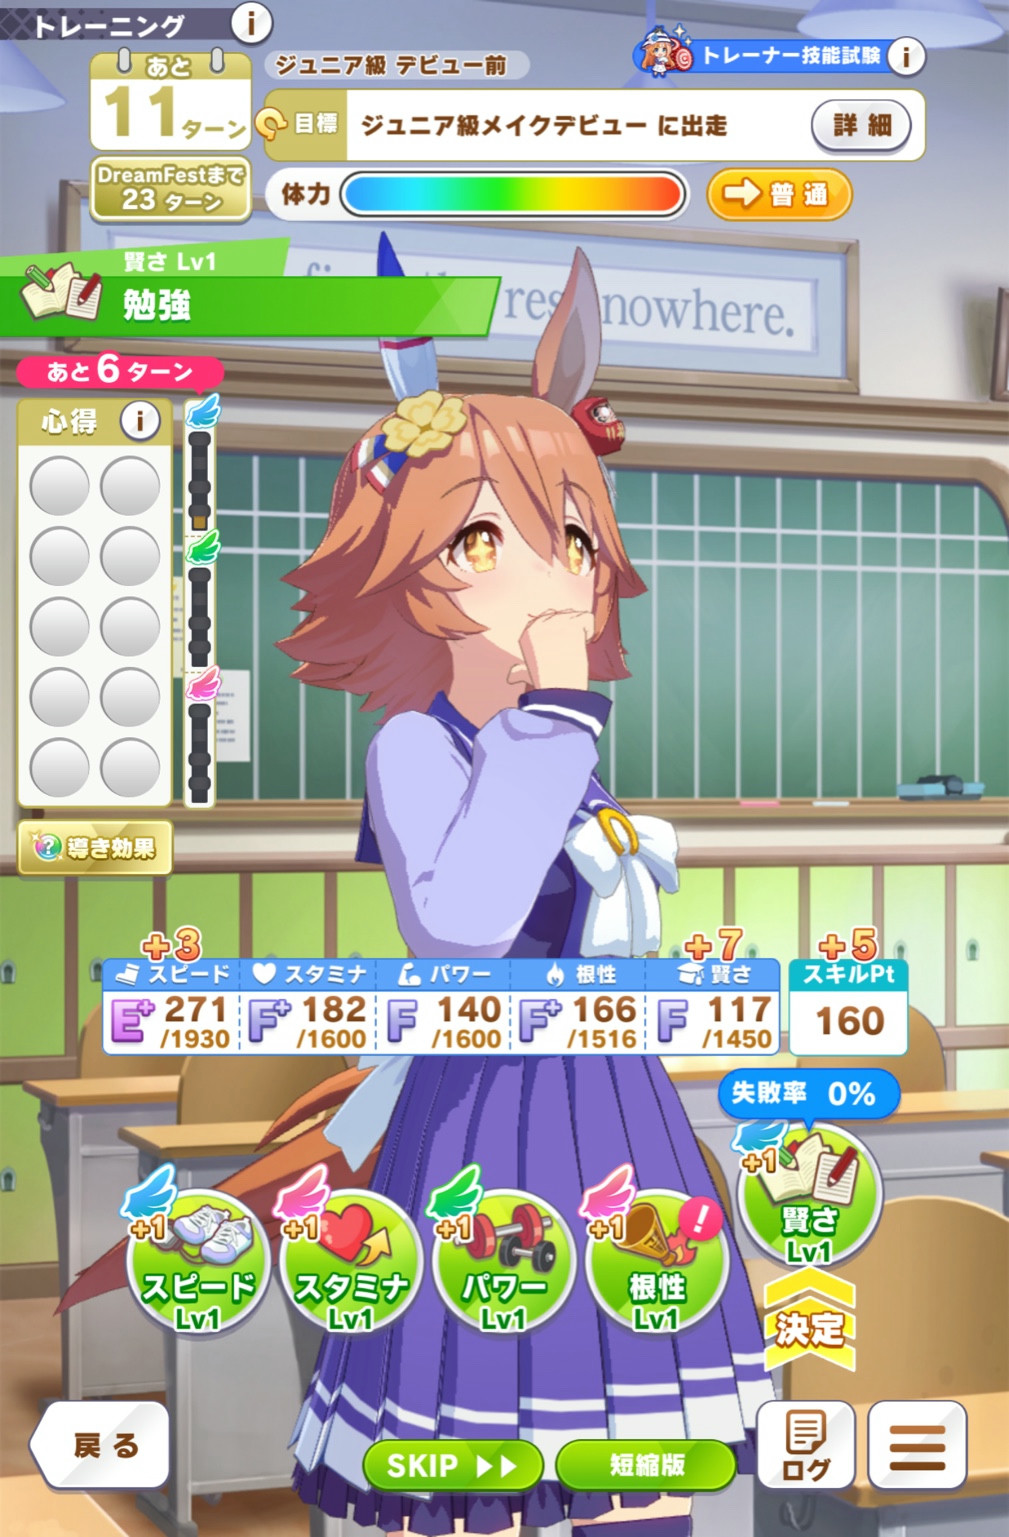 トレーニング
i
あと
11ターン
DreamFestまで
23 ターン
ジュニア級 デビュー前
トレーナー技能試験
i
目標
ジュニア級メイクデビュー に出走
詳細
体力
普通
賢さ Lv1
勉強
res nowhere.
あと6ターン
心得
i
導き効果
+3
+7
+5
スピード
スタミナ
パワー
根性
賢さ
スキルPt
E+ 271
/1930
F+ 182
/1600
F 140
/1600
F+ 166
/1516
F 117
/1450
160
失敗率 0%
+1
スピード
Lv1
+1
スタミナ
Lv1
+1
パワー
Lv1
+1
!
根性
Lv1
+1
賢さ
Lv1
決定
戻る
SKIP
短縮版
ログ